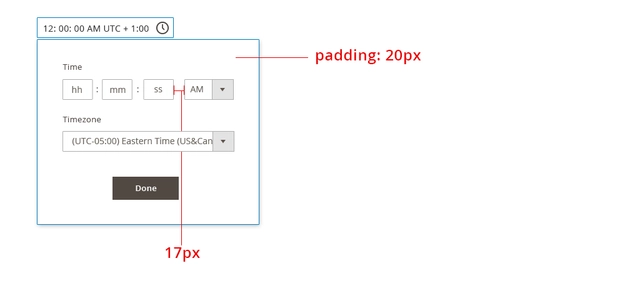 12: 00: 00 AM UTC + 1:00
padding: 20px
Time
hh : mm : ss AM
Timezone
(UTC-05:00) Eastern Time (US&Can
Done
17px